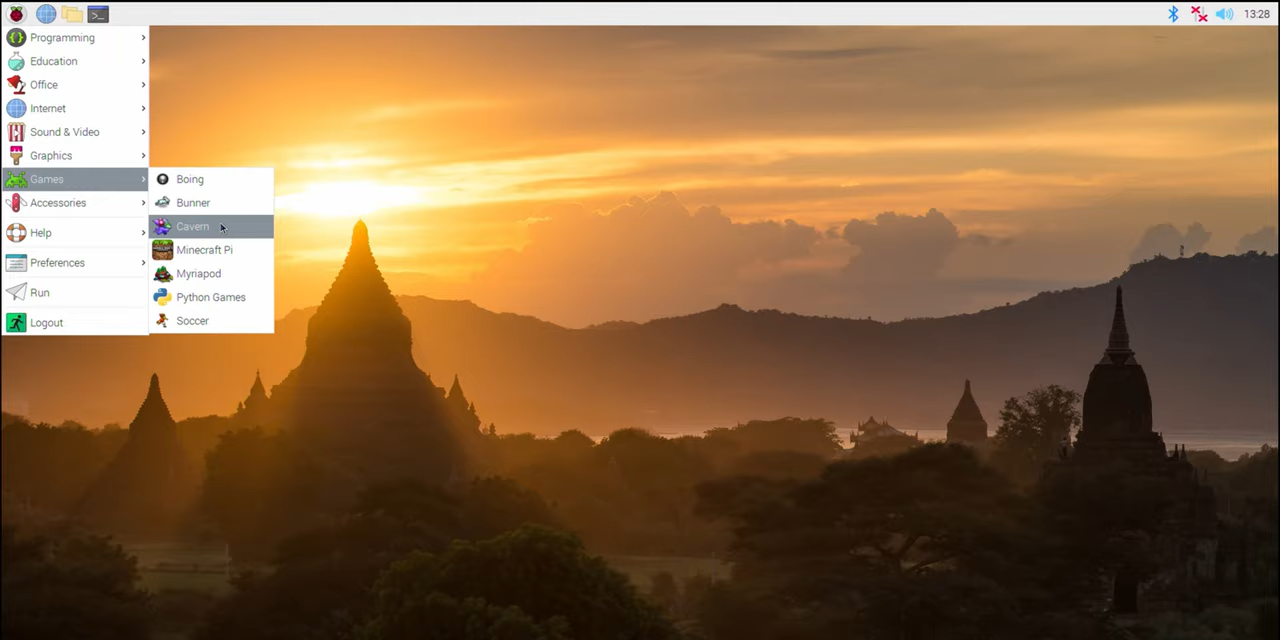 13:28
Programming
Education
Office
Internet
Sound & Video
Graphics
Games
Accessories
Help
Preferences
Run
Logout
Boing
Bunner
Cavern
Minecraft Pi
Myriapod
Python Games
Soccer